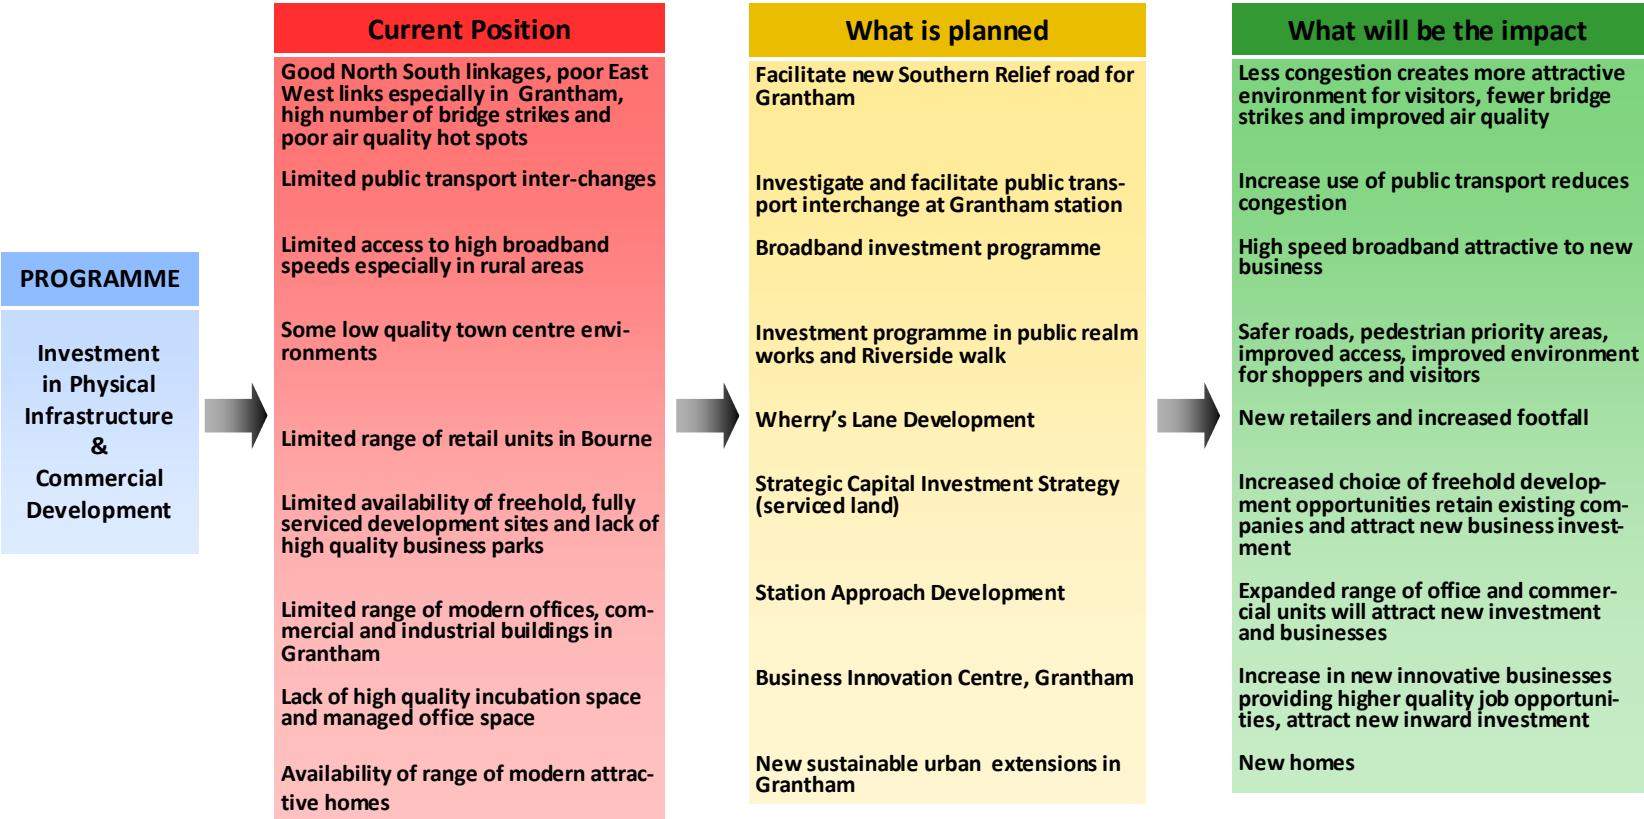 PROGRAMME
Investment
in Physical
Infrastructure
&
Commercial
Development
Current Position
Good North South linkages, poor East
West links especially in Grantham,
high number of bridge strikes and
poor air quality hot spots
Limited public transport inter-changes
Limited access to high broadband
speeds especially in rural areas
Some low quality town centre envi-
ronments
Limited range of retail units in Bourne
Limited availability of freehold, fully
serviced development sites and lack of
high quality business parks
Limited range of modern offices, com-
mercial and industrial buildings in
Grantham
Lack of high quality incubation space
and managed office space
Availability of range of modern attrac-
tive homes
What is planned
Facilitate new Southern Relief road for
Grantham
Investigate and facilitate public trans-
port interchange at Grantham station
Broadband investment programme
Investment programme in public realm
works and Riverside walk
Wherry’s Lane Development
Strategic Capital Investment Strategy
(serviced land)
Station Approach Development
Business Innovation Centre, Grantham
New sustainable urban extensions in
Grantham
What will be the impact
Less congestion creates more attractive
environment for visitors, fewer bridge
strikes and improved air quality
Increase use of public transport reduces
congestion
High speed broadband attractive to new
business
Safer roads, pedestrian priority areas,
improved access, improved environment
for shoppers and visitors
New retailers and increased footfall
Increased choice of freehold develop-
ment opportunities retain existing com-
panies and attract new business invest-
ment
Expanded range of office and commer-
cial units will attract new investment
and businesses
Increase in new innovative businesses
providing higher quality job opportuni-
ties, attract new inward investment
New homes